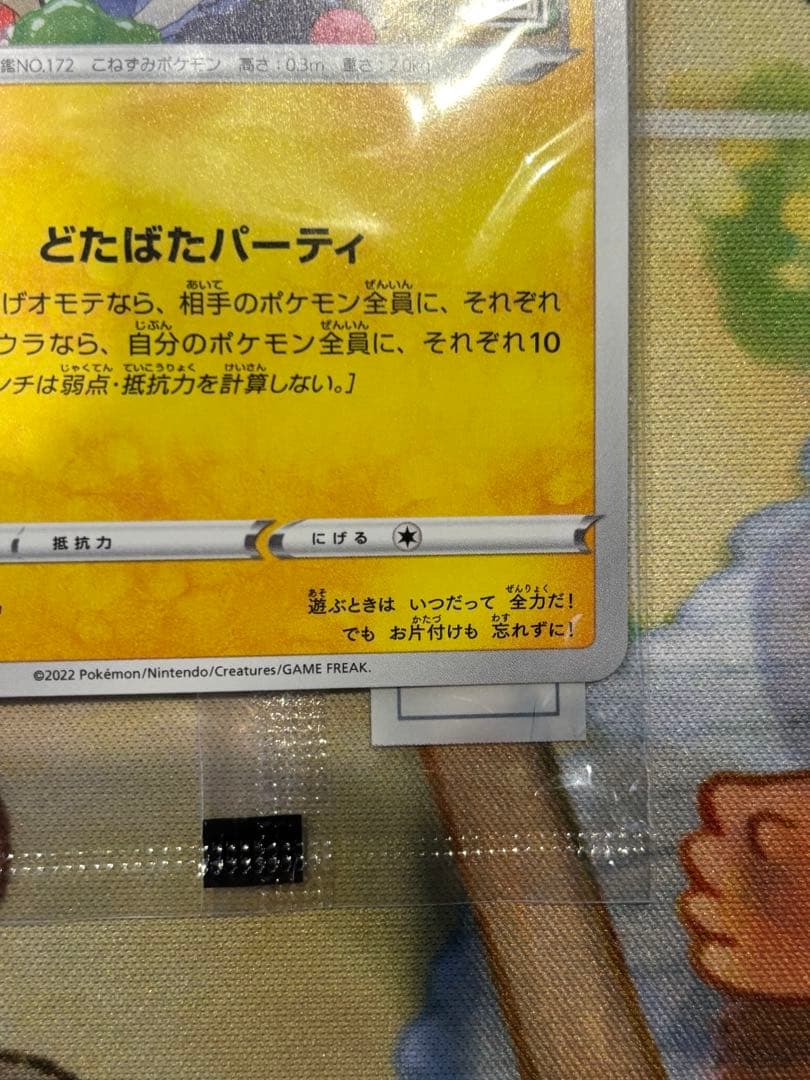 鑑NO.172 こねずみポケモン 高さ：0.3m 重さ：2.0kg
どたばたパーティ
げオモテなら、相手のポケモン全員に、それぞれ
ウラなら、自分のポケモン全員に、それぞれ10
ンチは弱点・抵抗力を計算しない。］
抵抗力 にげる
遊ぶときは いつだって 全力だ！
でも お片付けも 忘れずに！
©2022 Pokémon/Nintendo/Creatures/GAME FREAK.